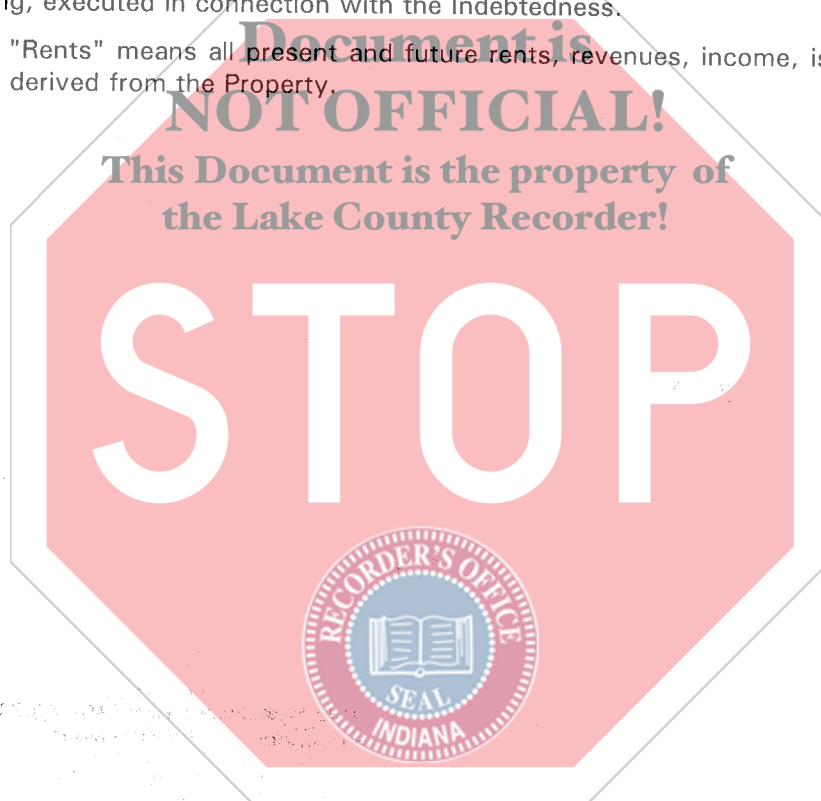 executed in connection with the Indebtedness.
"Rents" means all present and future rents, revenues, income,
derived from the Property.
Document is
NOT OFFICIAL!
This Document is the property of
the Lake County Recorder!
STOP
RECORDER'S OFFICE
SEAL
INDIANA